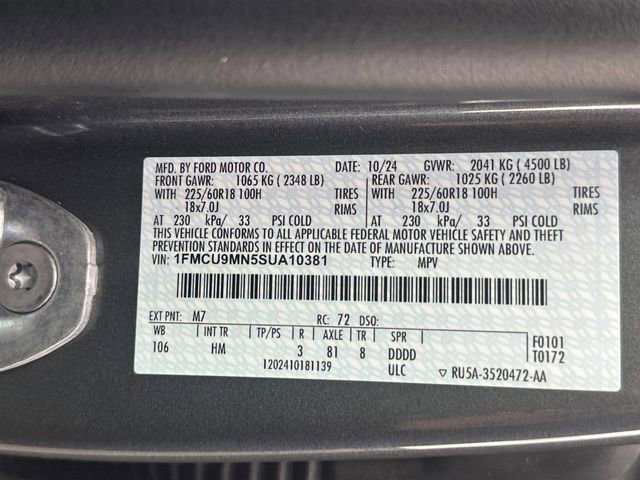 MFD. BY FORD MOTOR CO. DATE: 10/24 GVWR: 2041 KG ( 4500 LB)
FRONT GAWR: 1065 KG ( 2348 LB) REAR GAWR: 1025 KG ( 2260 LB)
WITH 225/60R18 100H TIRES WITH 225/60R18 100H TIRES
18x7.0J RIMS 18x7.0J RIMS
AT 230 kPa/ 33 PSI COLD AT 230 kPa/ 33 PSI COLD
THIS VEHICLE CONFORMS TO ALL APPLICABLE FEDERAL MOTOR VEHICLE SAFETY AND THEFT
PREVENTION STANDARDS IN EFFECT ON THE DATE OF MANUFACTURE SHOWN ABOVE.
VIN: 1FMCU9MN5SUA10381 TYPE: MPV
EXT PNT: M7 RC: 72 DSO:
WB INT TR TP/PS R AXLE TR SPR F0101
106 HM 3 81 8 DDDD T0172
1202410181139 ULC ▽ RU5A-3520472-AA